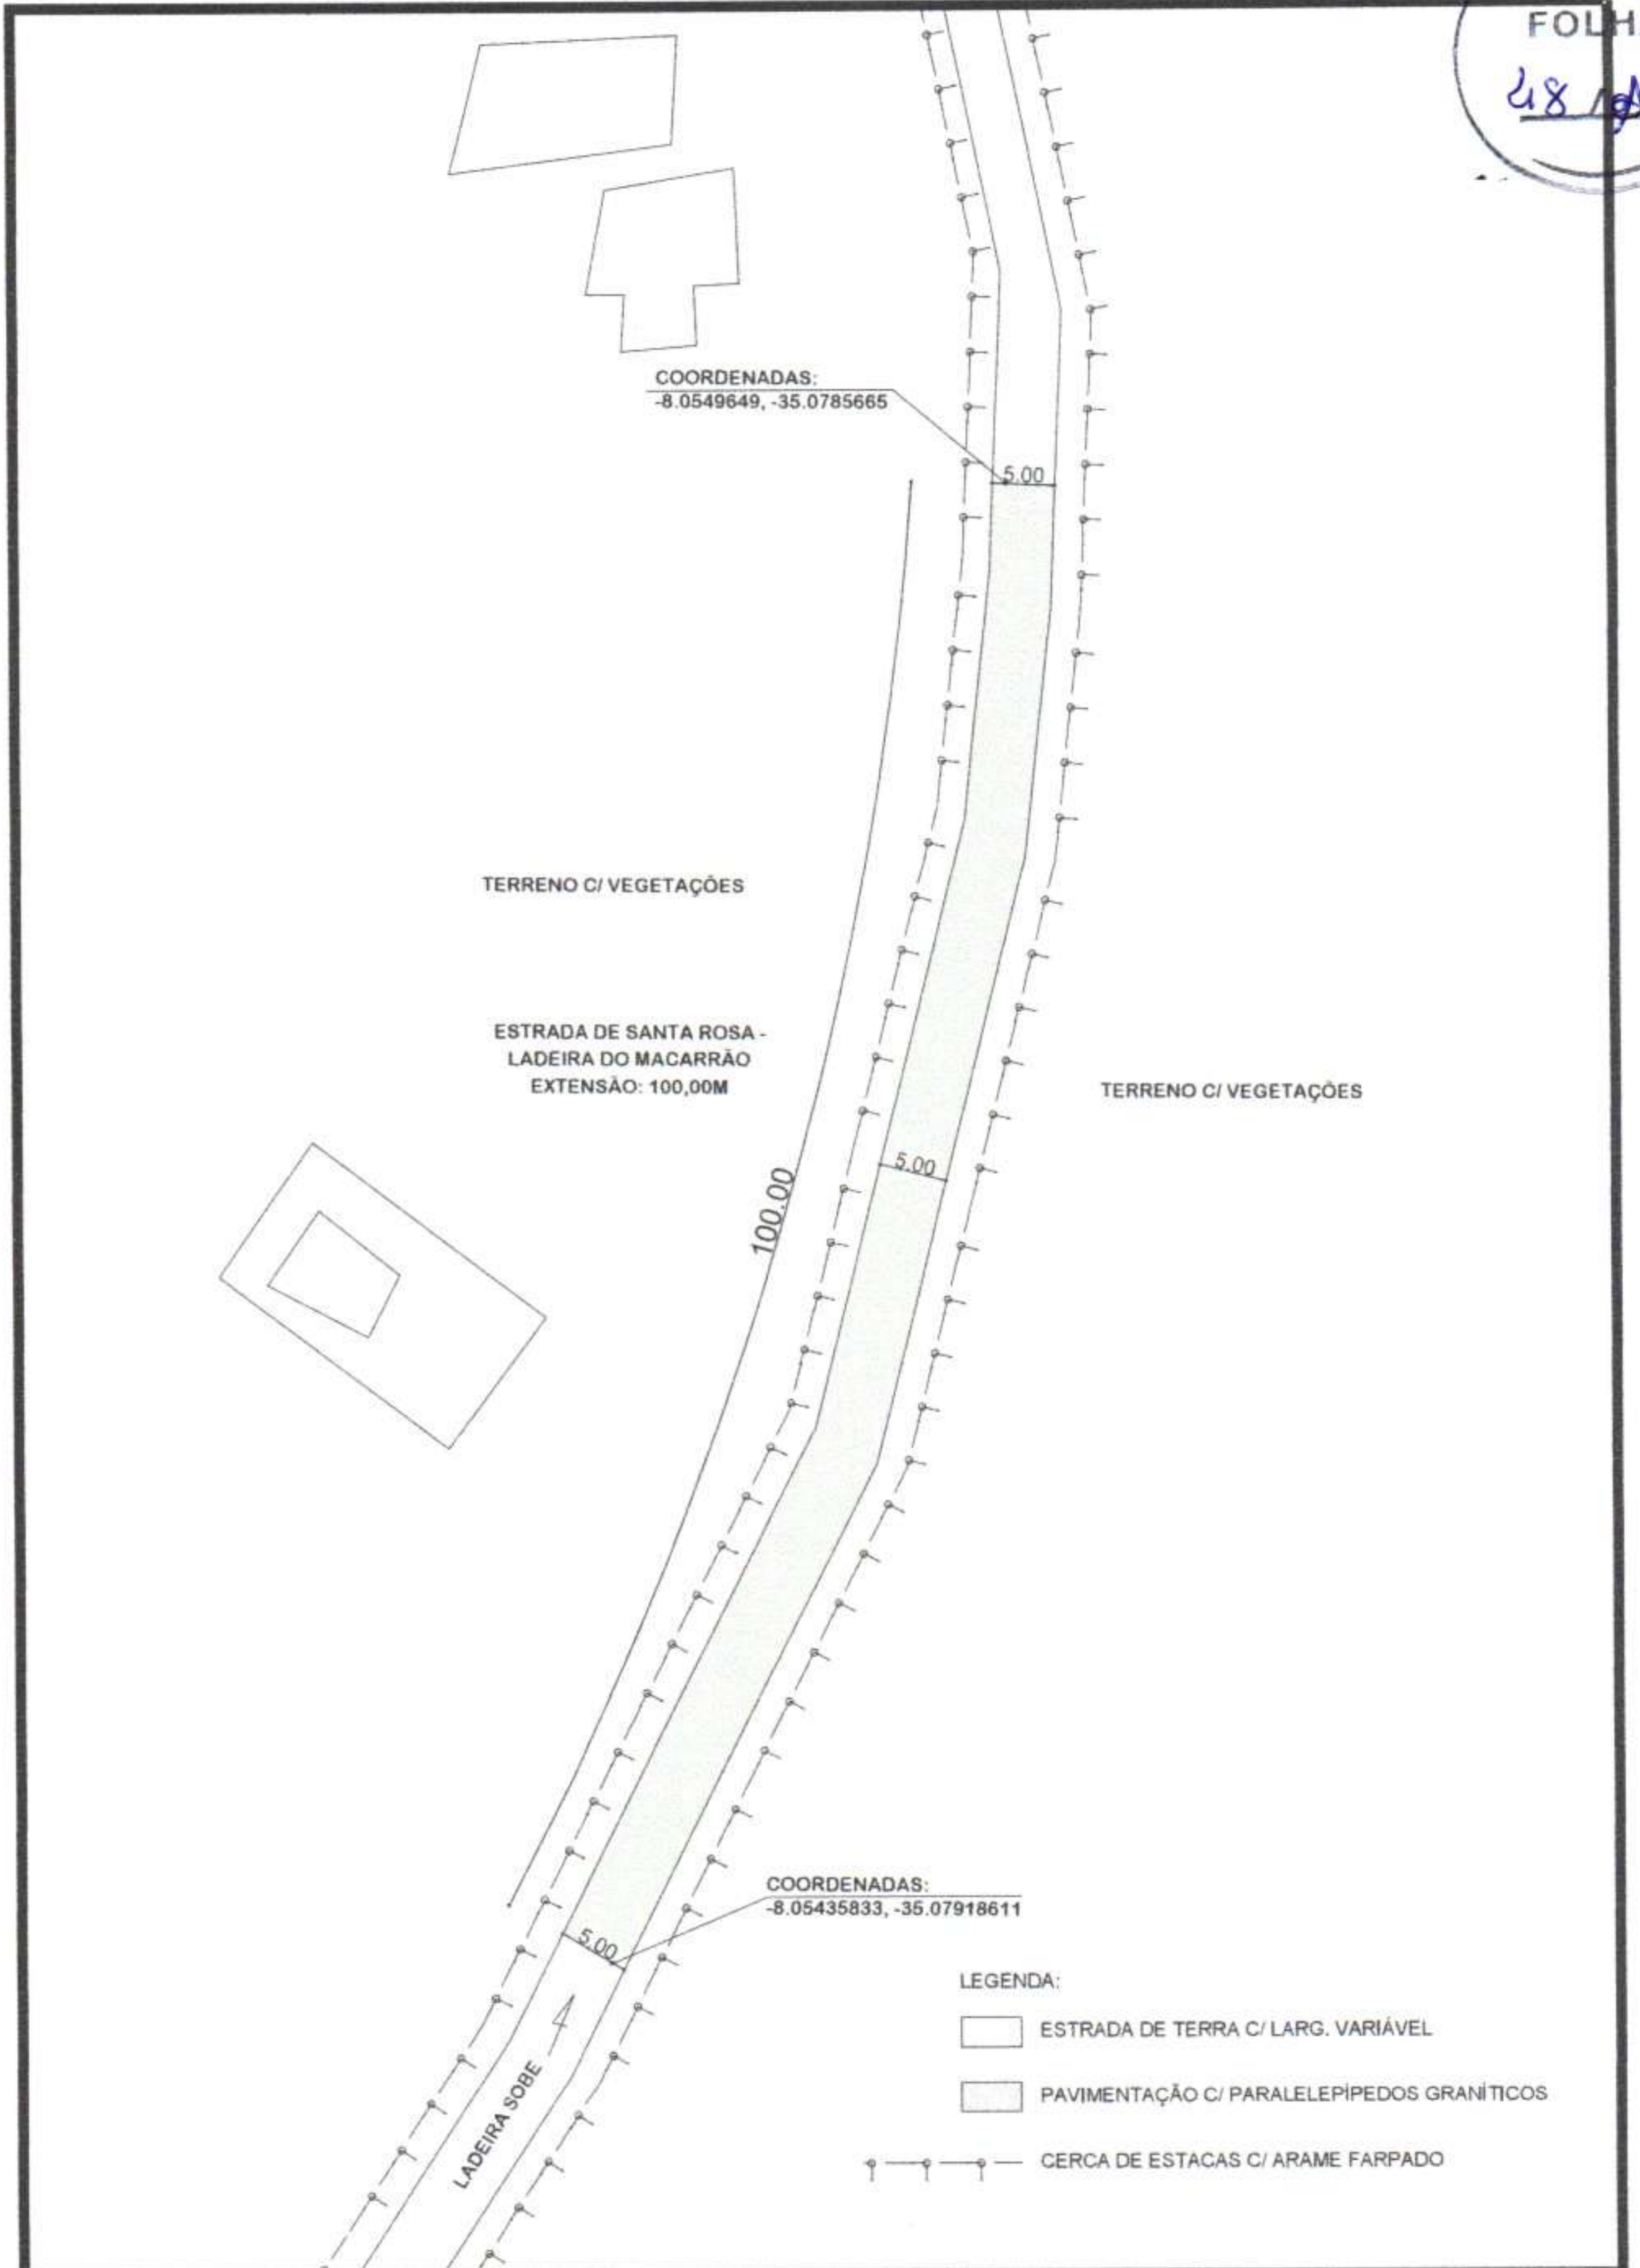 FOLH
48
COORDENADAS:
-8.0549649, -35.0785665
5.00
TERRENO C/ VEGETAÇÕES
ESTRADA DE SANTA ROSA -
LADEIRA DO MACARRÃO
EXTENSÃO: 100,00M
TERRENO C/ VEGETAÇÕES
5.00
100.00
COORDENADAS:
-8.05435833, -35.07918611
5.00
LADEIRA SOBE
LEGENDA:
ESTRADA DE TERRA C/ LARG. VARIÁVEL
PAVIMENTAÇÃO C/ PARALELEPÍPEDOS GRANÍTICOS
CERCA DE ESTACAS C/ ARAME FARPADO